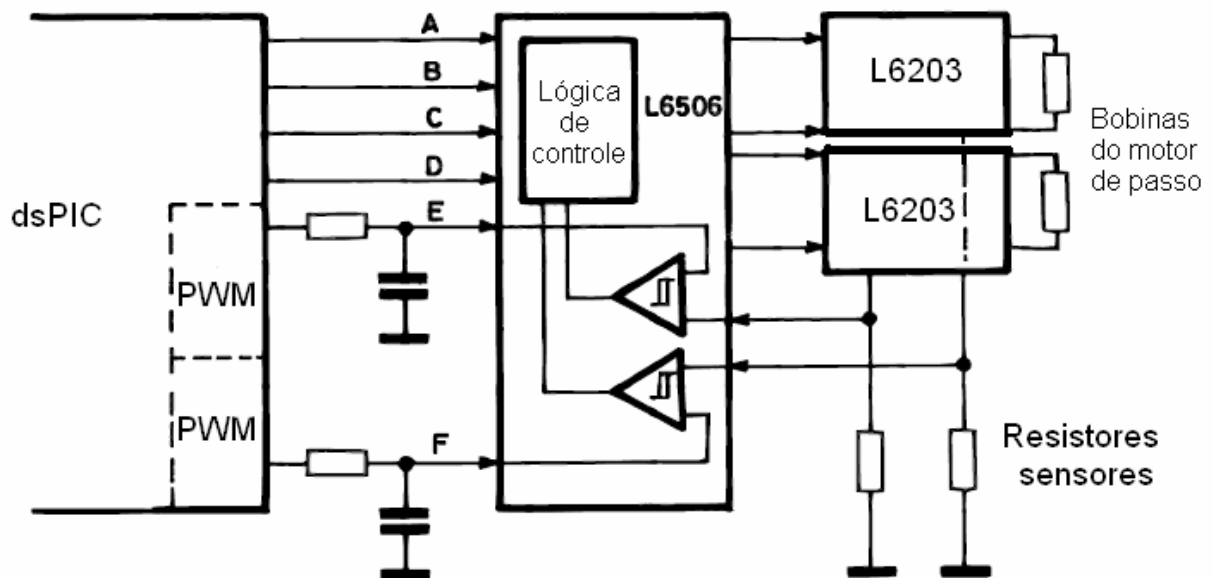 A
B
C
D
E
F
dsPIC
PWM
PWM
Lógica
de
controle
L6506
L6203
L6203
Bobinas
do motor
de passo
Resistores
sensores